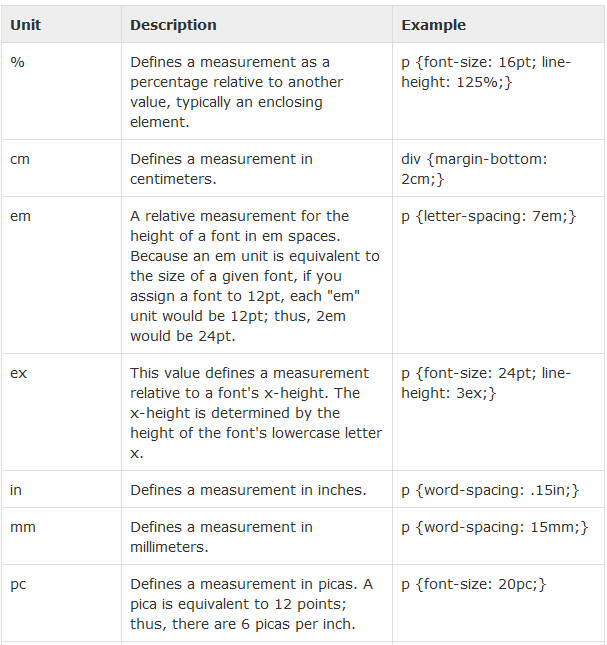 Unit Description Example
% Defines a measurement as a p {font-size: 16pt; line-
percentage relative to another height: 125%;}
value, typically an enclosing
element.
cm Defines a measurement in div {margin-bottom:
centimeters. 2cm;}
em A relative measurement for the p {letter-spacing: 7em;}
height of a font in em spaces.
Because an em unit is equivalent to
the size of a given font, if you
assign a font to 12pt, each "em"
unit would be 12pt; thus, 2em
would be 24pt.
ex This value defines a measurement p {font-size: 24pt; line-
relative to a font's x-height. The height: 3ex;}
x-height is determined by the
height of the font's lowercase letter
x.
in Defines a measurement in inches. p {word-spacing: .15in;}
mm Defines a measurement in p {word-spacing: 15mm;}
millimeters.
pc Defines a measurement in picas. A p {font-size: 20pc;}
pica is equivalent to 12 points;
thus, there are 6 picas per inch.